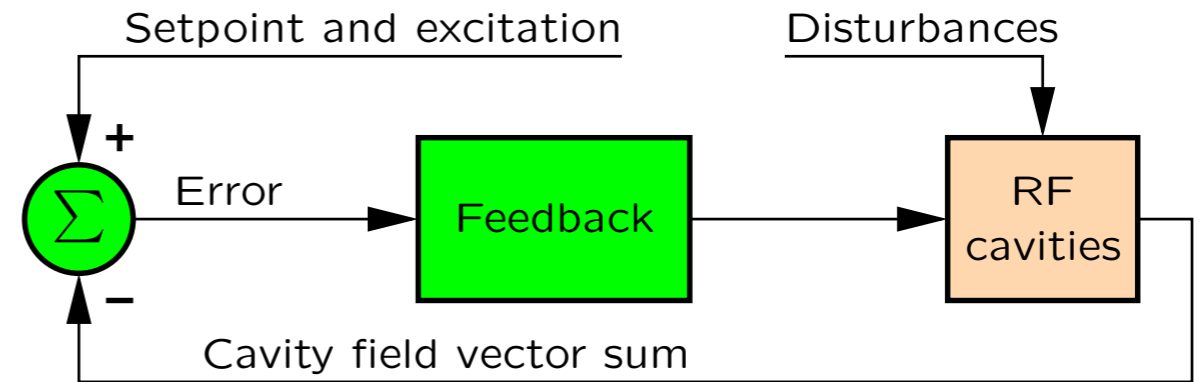 Setpoint and excitation
Disturbances
+
Error
Σ
Feedback
RF
cavities
−
Cavity field vector sum